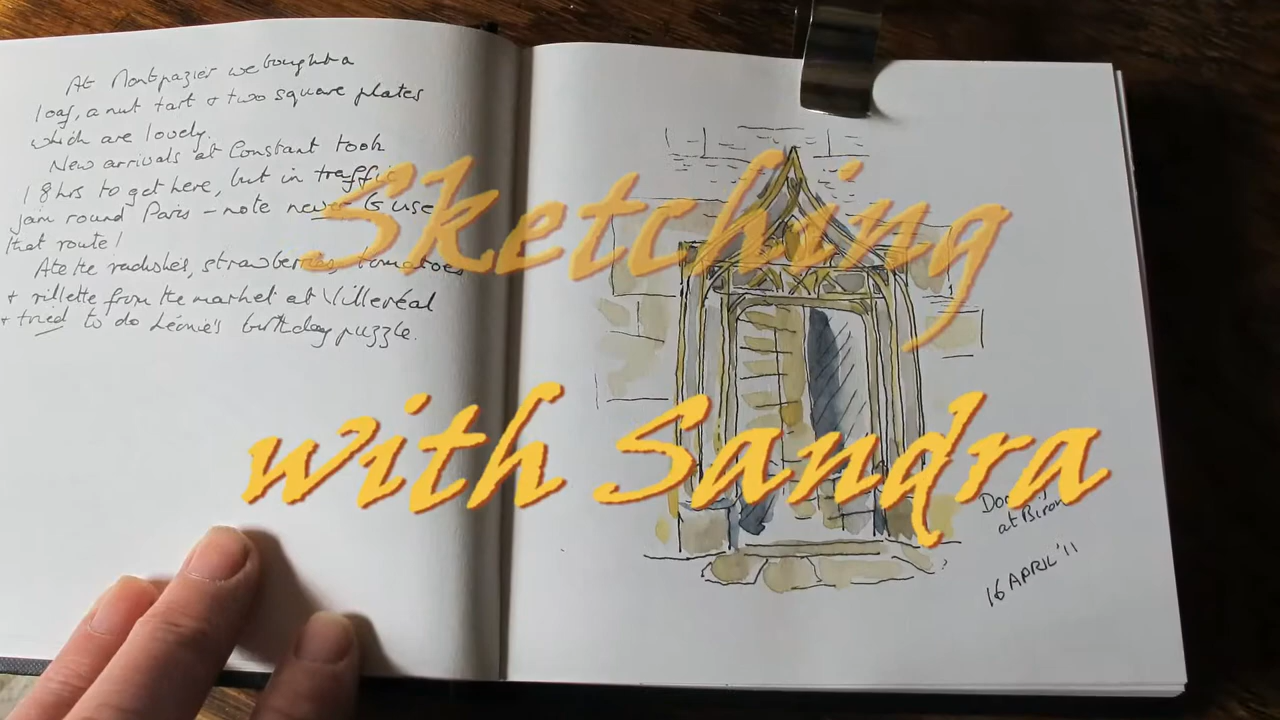 At Montpazier we bought a
loaf, a nut tart & two square plates
which are lovely.
New arrivals at Constant took
18hrs to get here, but in traffic
jam round Paris - note never to use
that route!
Ate the radishes, strawberries, tomatoes
& rillette from the market at Villeréal
& tried to do Léonie's birthday puzzle.
Sketching
with Sandra
at Biron
16 APRIL '11